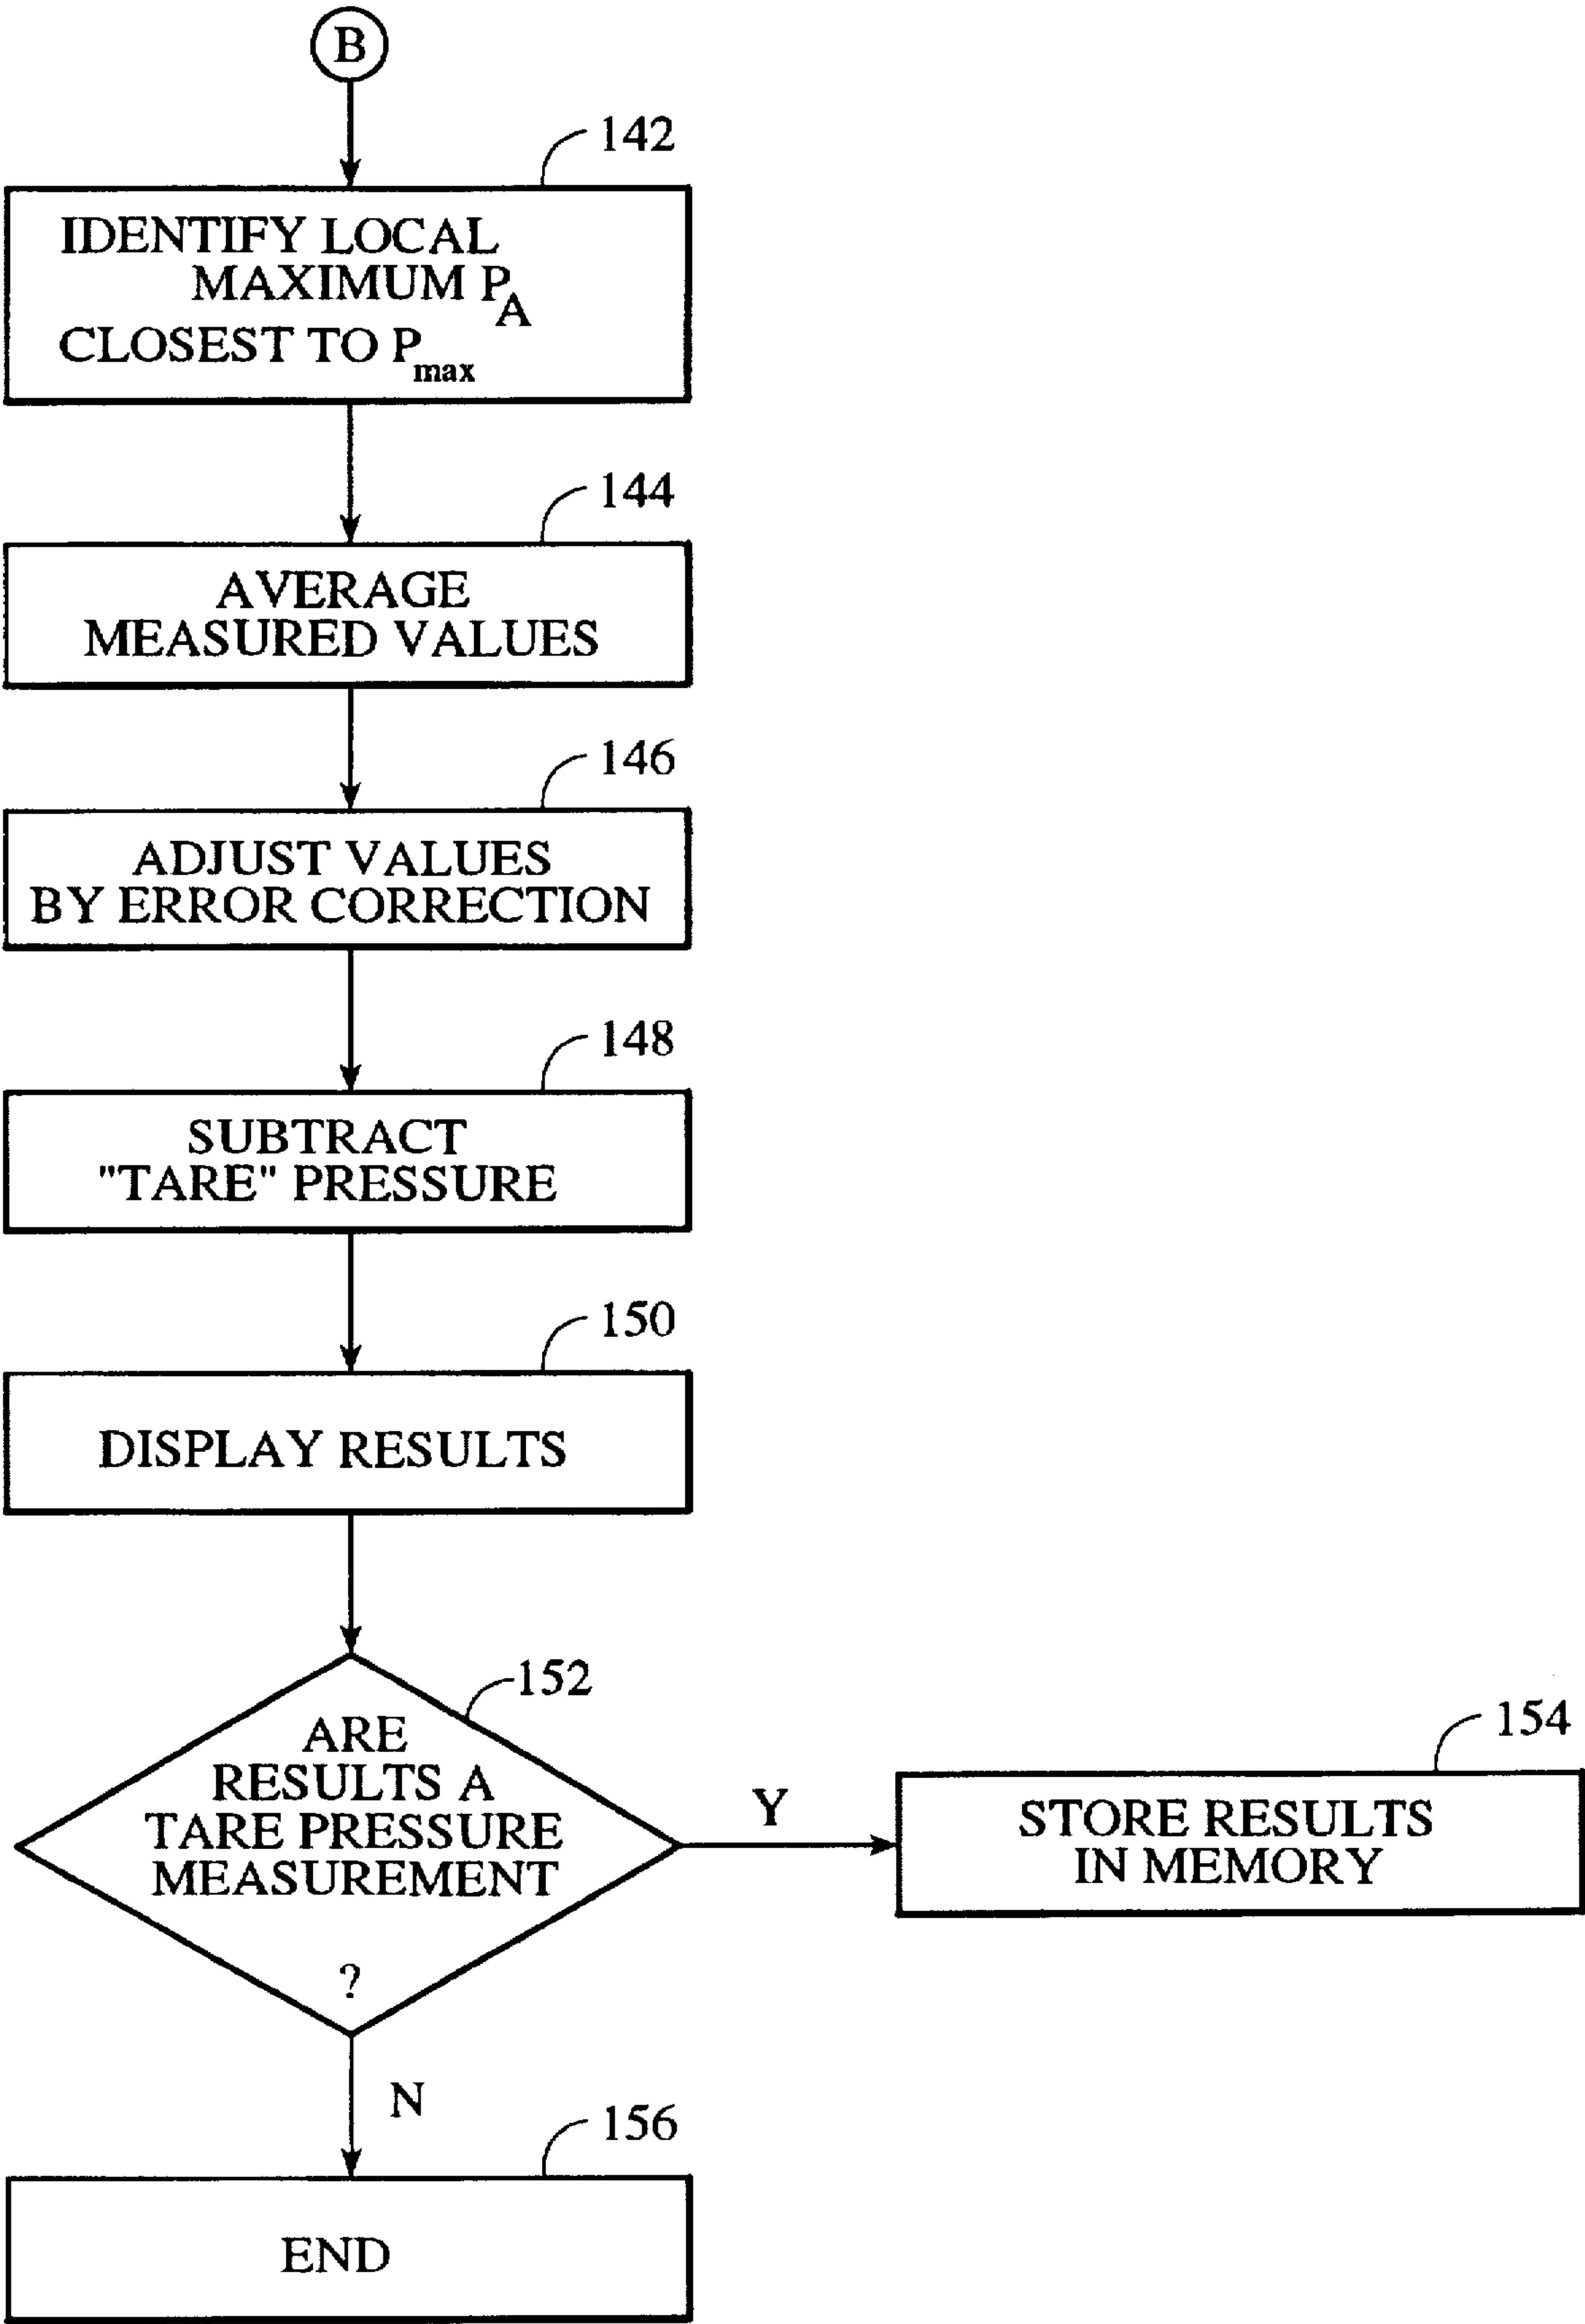 B
142
IDENTIFY LOCAL
MAXIMUM PA
CLOSEST TO Pmax
144
AVERAGE
MEASURED VALUES
146
ADJUST VALUES
BY ERROR CORRECTION
148
SUBTRACT
"TARE" PRESSURE
150
DISPLAY RESULTS
152
ARE
RESULTS A
TARE PRESSURE
MEASUREMENT
?
Y
154
STORE RESULTS
IN MEMORY
N
156
END